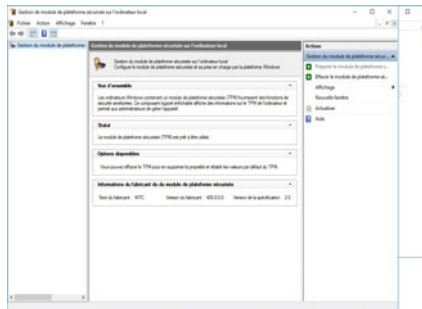 Gestion de module de plateforme sécurisée sur l'ordinateur local
Fichier Action Affichage Fenêtre ?
Gestion du module de plateforme
Gestion du module de plateforme sécurisée sur l'ordinateur local
Gestion du module de plateforme sécurisée sur l'ordinateur local
Configure le module de plateforme sécurisée et sa prise en charge par la plateforme Windows
Vue d'ensemble
Les ordinateurs Windows contenant un module de plateforme sécurisée (TPM) fournissent des fonctions de
sécurité améliorées. Ce composant logiciel enfichable affiche des informations sur le TPM de l'ordinateur et
permet aux administrateurs de gérer l'appareil.
Statut
Le module de plateforme sécurisée (TPM) est prêt à être utilisé.
Options disponibles
Vous pouvez effacer le TPM pour en supprimer la propriété et rétablir les valeurs par défaut du TPM.
Informations du fabricant du du module de plateforme sécurisée
Nom du fabricant : INTC Version du fabricant : Version de la spécification : 2.0
Actions
Gestion du module de plateforme sécur...
Préparer le module de plateforme s...
Effacer le module de plateforme sé...
Affichage
Nouvelle fenêtre
Actualiser
Aide